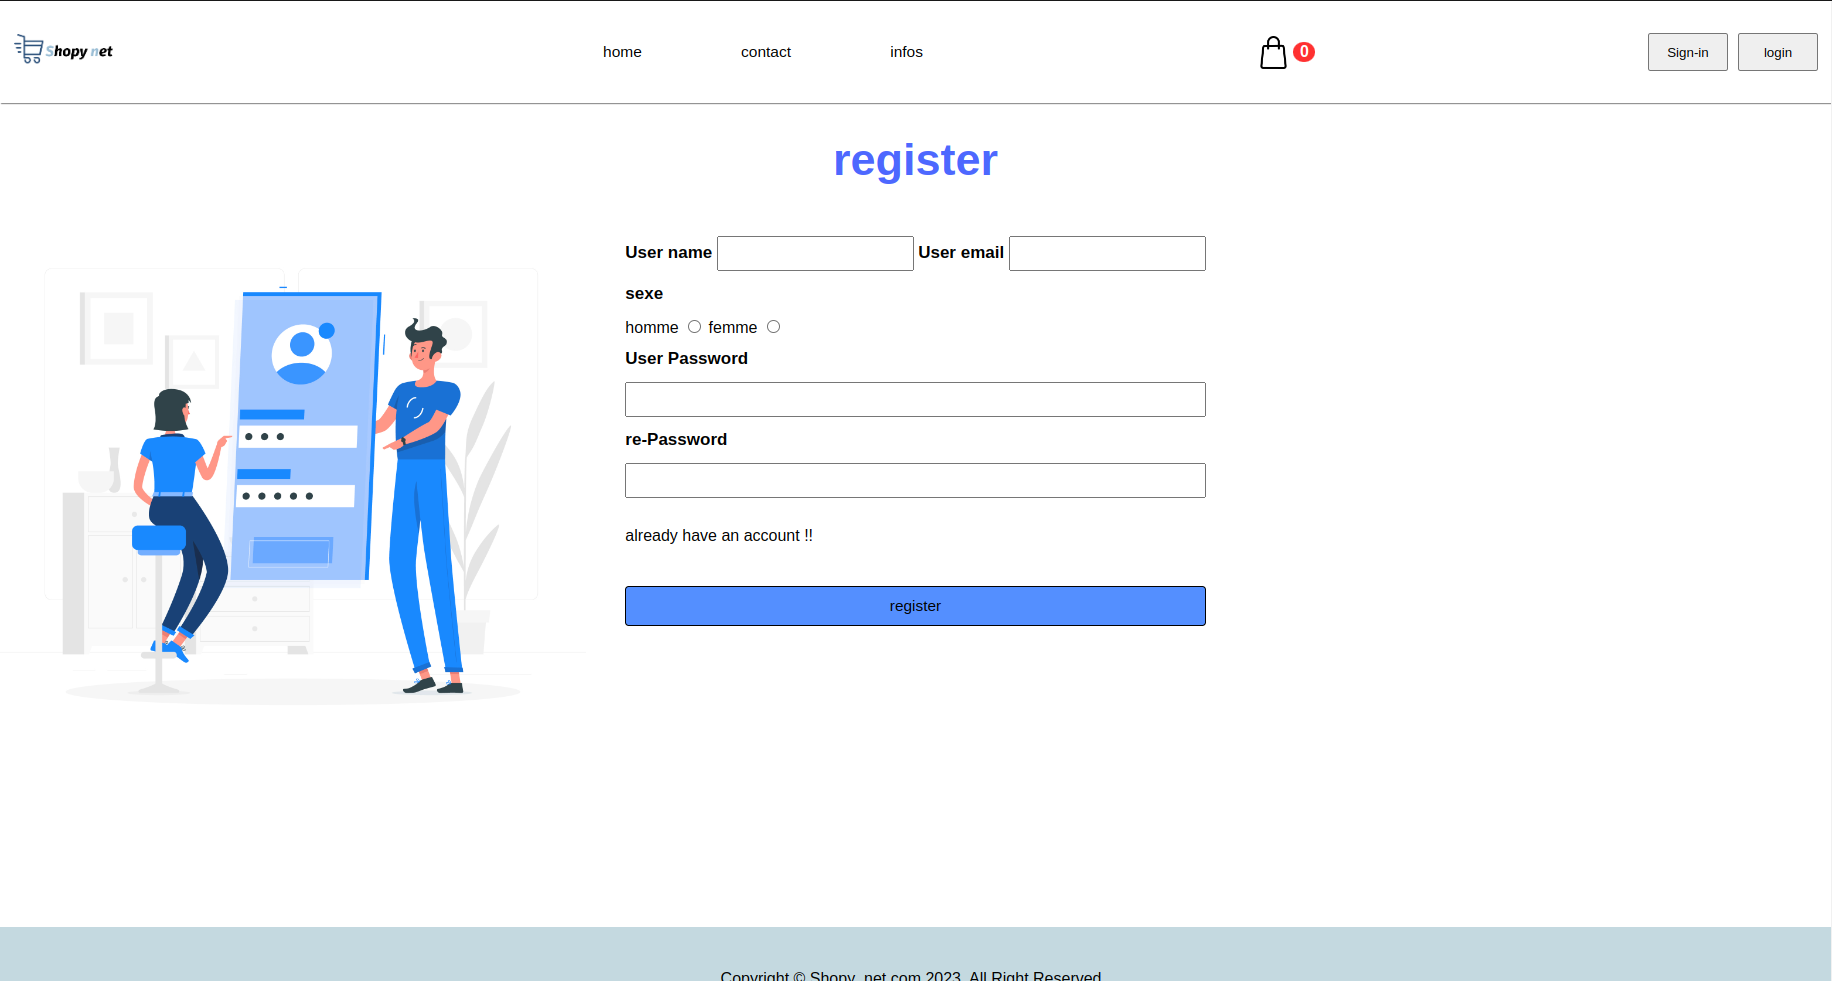 Shopy net
home contact infos
0
Sign-in login
register
User name User email
sexe
homme femme
User Password
re-Password
already have an account !!
register
Copyright © Shopy_net.com 2023. All Right Reserved